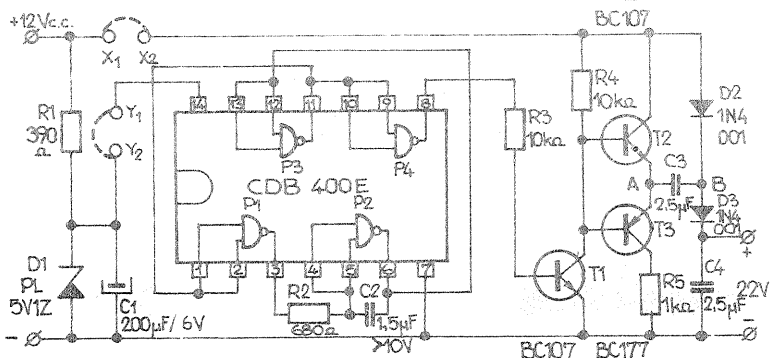 +12Vc.c.
BC107
X1 X2
R1
390
Ω
Y1
Y2
14 13 12 11 10 9 8
P3
P4
CDB 400E
P1
P2
1 2 3 4 5 6 7
R2
680Ω
C2
1,5µF
>10V
D1
PL
5V1Z
C1
200µF/6V
R3
10kΩ
R4
10kΩ
T2
D2
1N4
001
C3
A
B
2,5µF
D3
1N4
001
T3
T1
R5
1kΩ
C4
2,5µF
+
22V
-
-
BC107 BC177